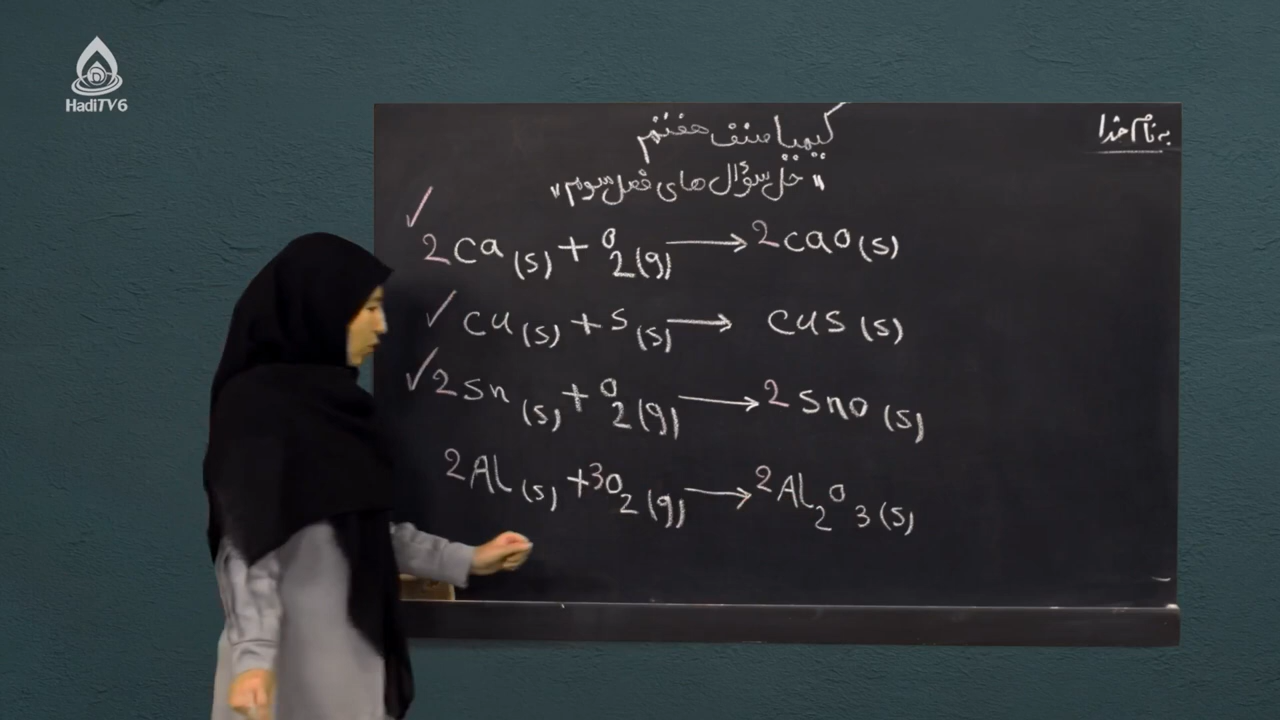 HadiTV6
به نام خدا
کیمیا صنف هفتم
"حل سؤال های فصل سوم"
2Ca(s) + O2(g) → 2CaO(s)
Cu(s) + S(s) → CuS(s)
2Sn(s) + O2(g) → 2SnO(s)
2Al(s) + 3O2(g) → 2Al2O3(s)